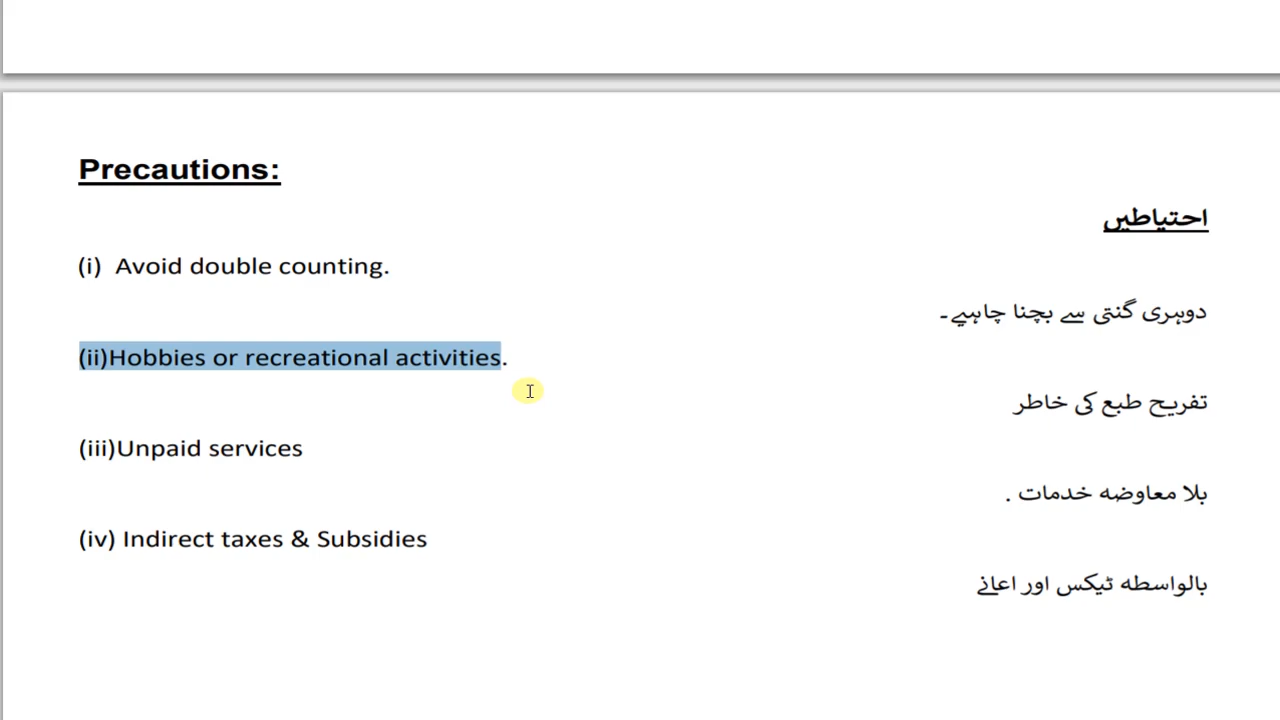 Precautions:
احتیاطیں
(i) Avoid double counting.
دوہری گنتی سے بچنا چاہیے۔
(ii)Hobbies or recreational activities.
تفریح طبع کی خاطر
(iii)Unpaid services
بلا معاوضہ خدمات .
(iv) Indirect taxes & Subsidies
بالواسطہ ٹیکس اور اعانے